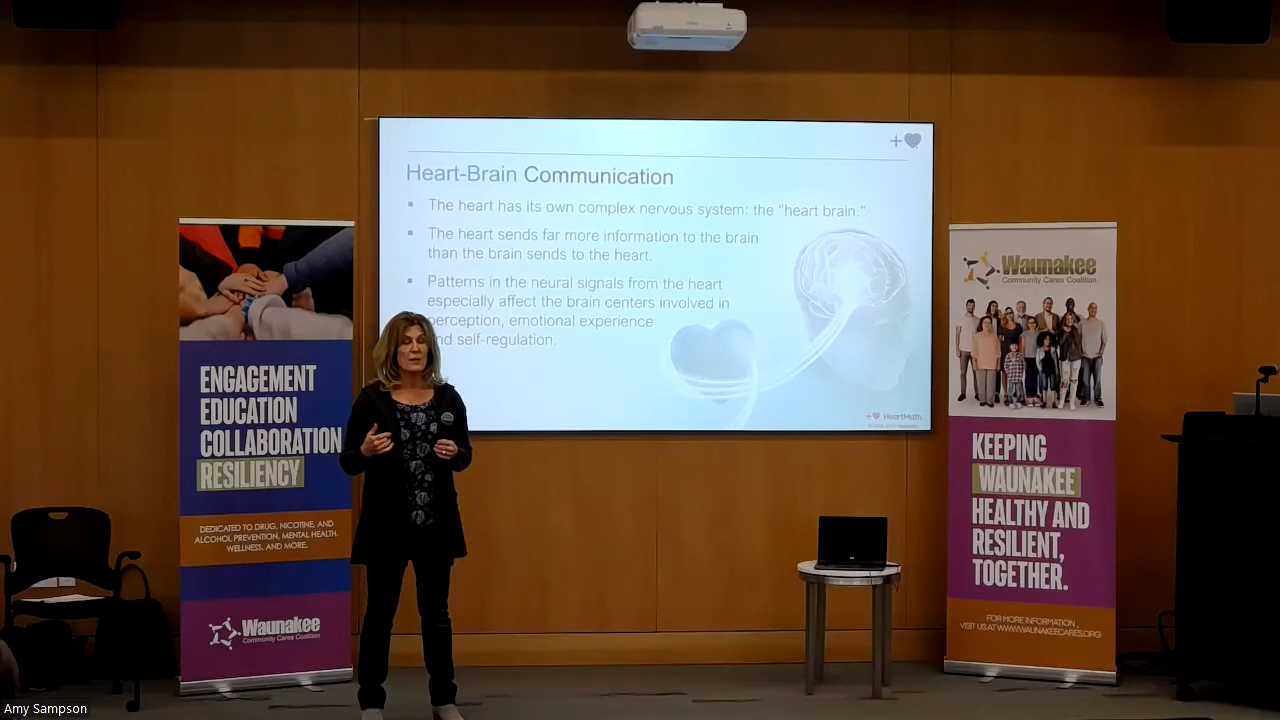 Heart-Brain Communication
The heart has its own complex nervous system: the "heart brain."
The heart sends far more information to the brain
than the brain sends to the heart.
Patterns in the neural signals from the heart
especially affect the brain centers involved in
perception, emotional experience
nd self-regulation.
HeartMath
ENGAGEMENT
EDUCATION
COLLABORATION
RESILIENCY
DEDICATED TO DRUG, NICOTINE, AND
ALCOHOL PREVENTION, MENTAL HEALTH,
WELLNESS, AND MORE.
Waunakee
Community Cares Coalition
Waunakee
Community Cares Coalition
KEEPING
WAUNAKEE
HEALTHY AND
RESILIENT,
TOGETHER.
FOR MORE INFORMATION,
VISIT US AT WWW.WAUNAKEECARES.ORG
Amy Sampson